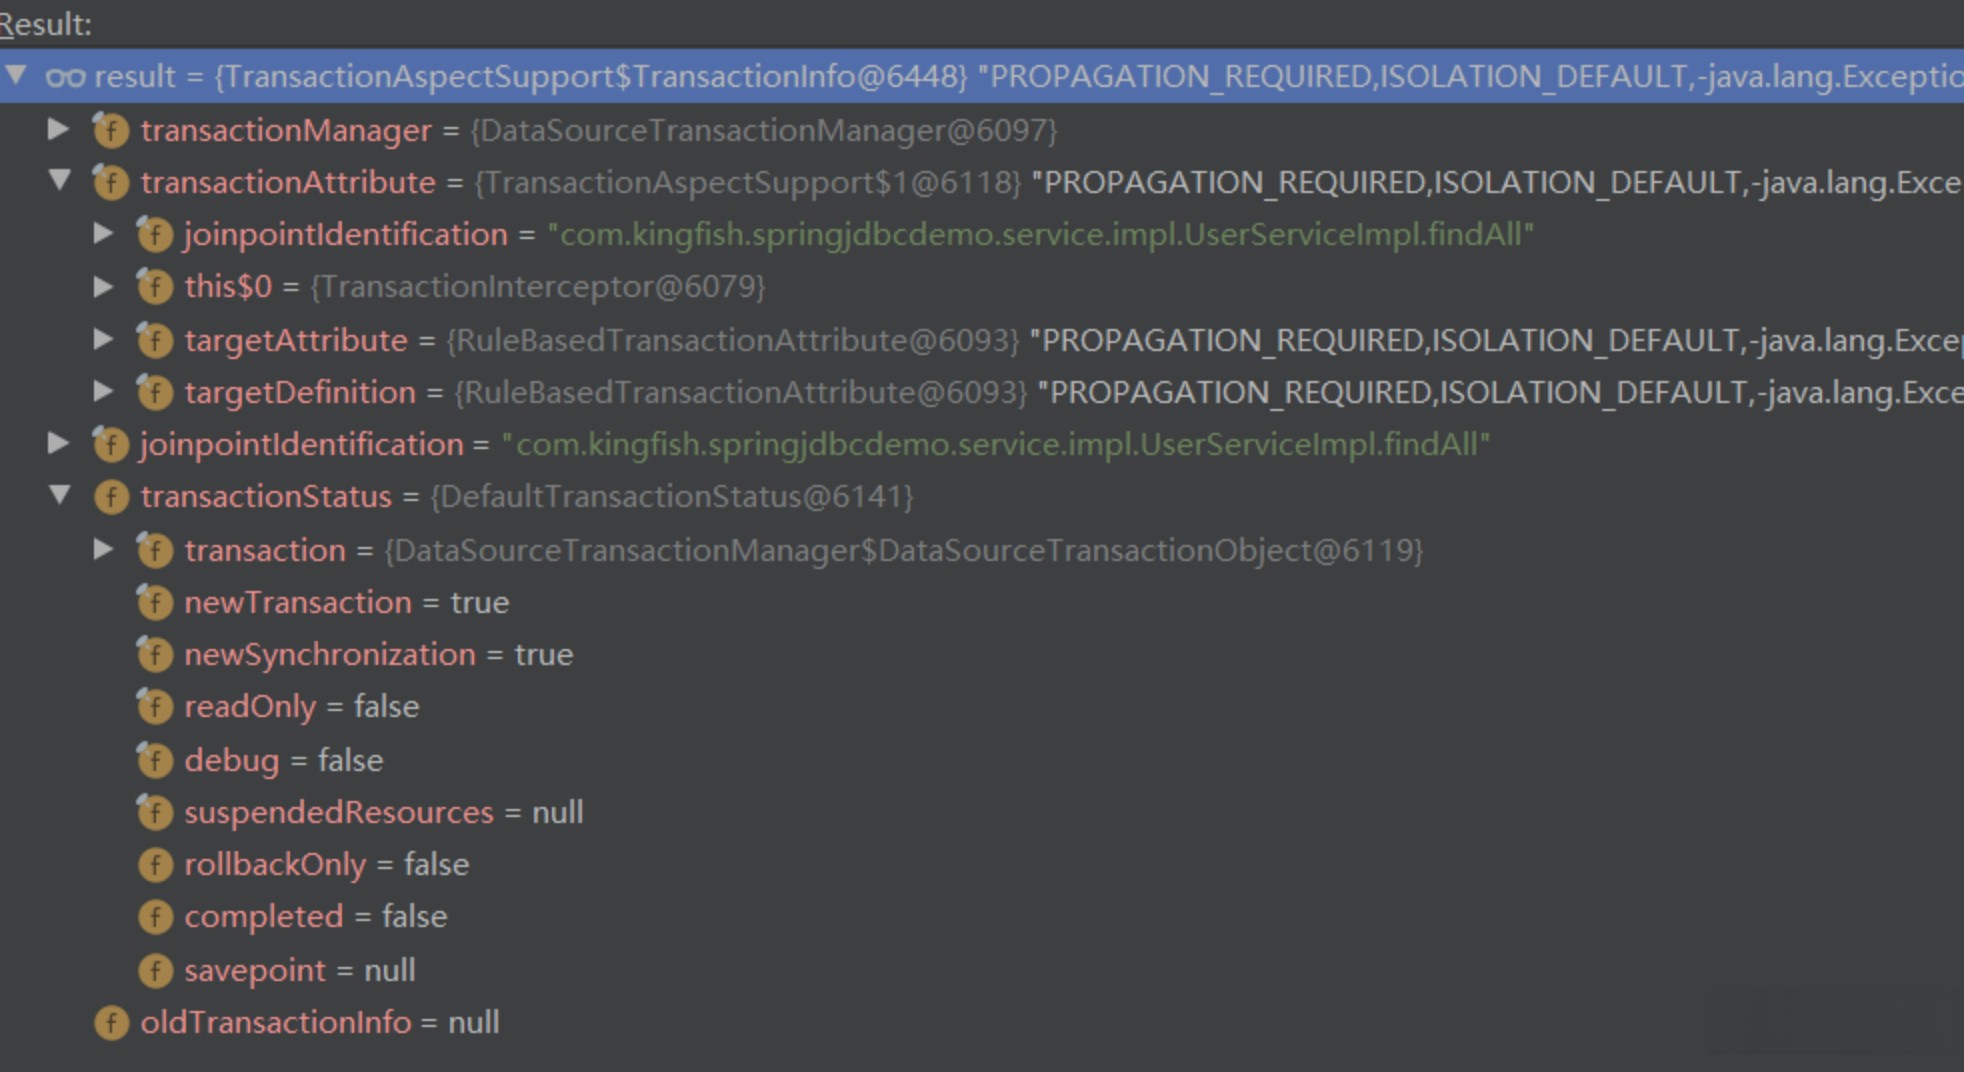 Result:
result = {TransactionAspectSupport$TransactionInfo@6448} "PROPAGATION_REQUIRED,ISOLATION_DEFAULT,-java.lang.Exceptio
transactionManager = {DataSourceTransactionManager@6097}
transactionAttribute = {TransactionAspectSupport$1@6118} "PROPAGATION_REQUIRED,ISOLATION_DEFAULT,-java.lang.Exce
joinpointIdentification = "com.kingfish.springjdbcdemo.service.impl.UserServiceImpl.findAll"
this$0 = {TransactionInterceptor@6079}
targetAttribute = {RuleBasedTransactionAttribute@6093} "PROPAGATION_REQUIRED,ISOLATION_DEFAULT,-java.lang.Excep
targetDefinition = {RuleBasedTransactionAttribute@6093} "PROPAGATION_REQUIRED,ISOLATION_DEFAULT,-java.lang.Exce
joinpointIdentification = "com.kingfish.springjdbcdemo.service.impl.UserServiceImpl.findAll"
transactionStatus = {DefaultTransactionStatus@6141}
transaction = {DataSourceTransactionManager$DataSourceTransactionObject@6119}
newTransaction = true
newSynchronization = true
readOnly = false
debug = false
suspendedResources = null
rollbackOnly = false
completed = false
savepoint = null
oldTransactionInfo = null